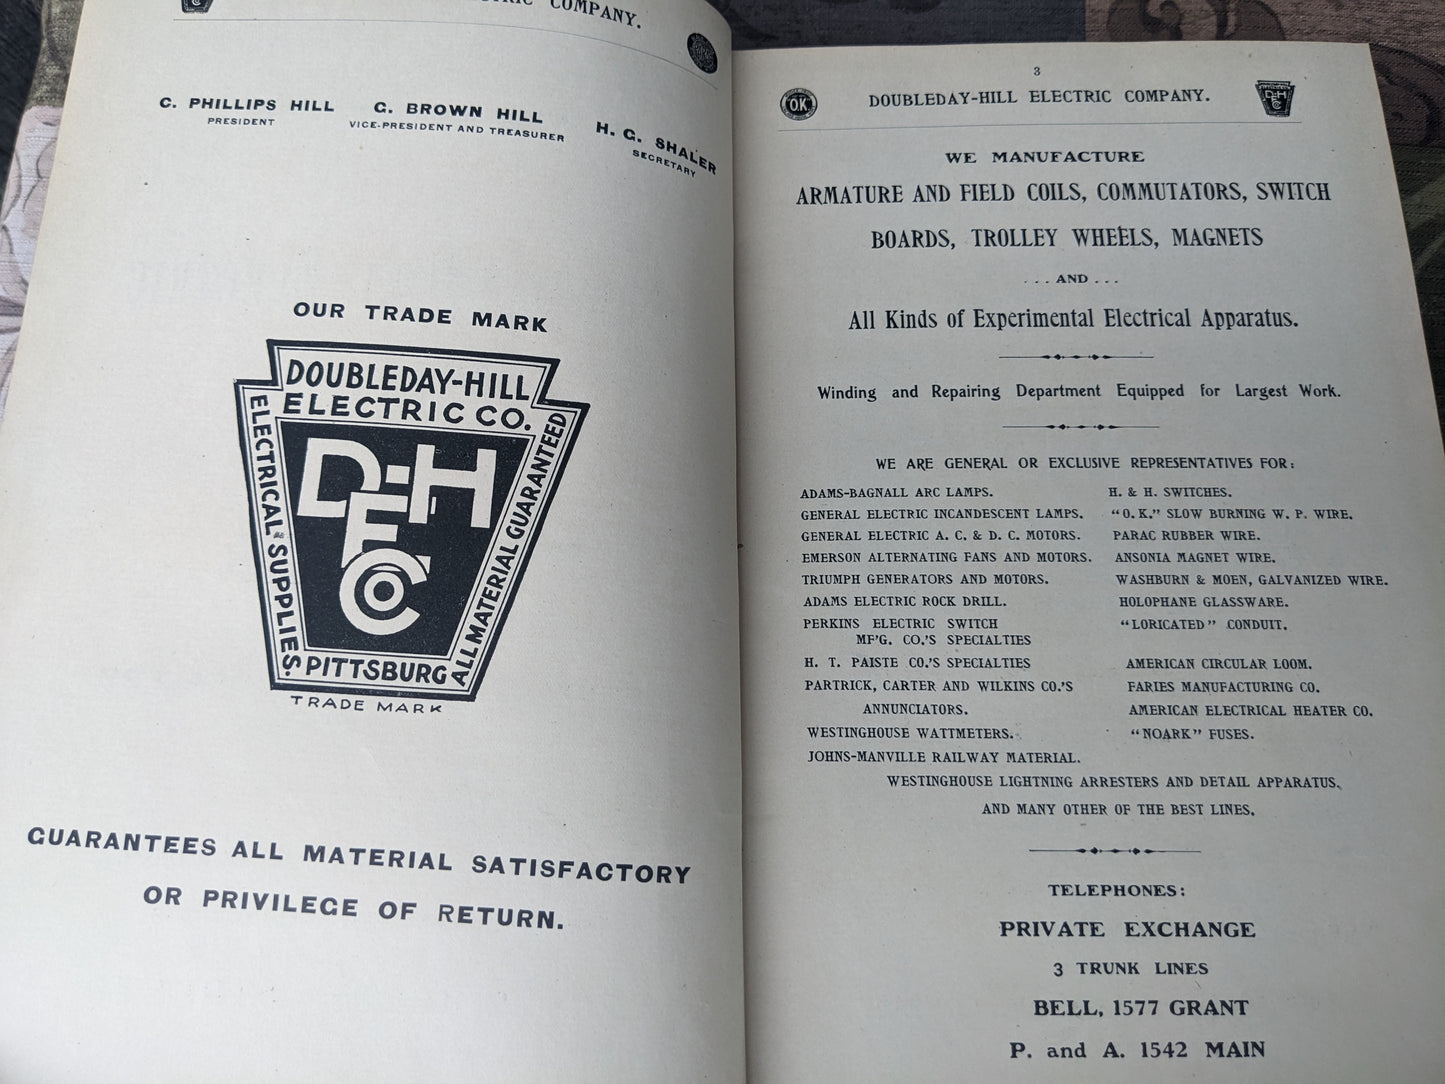 ELECTRIC COMPANY.
C. PHILLIPS HILL
PRESIDENT
G. BROWN HILL
VICE-PRESIDENT AND TREASURER
H. G. SHALER
SECRETARY
OUR TRADE MARK
DOUBLEDAY-HILL
ELECTRIC CO.
ELECTRICAL SUPPLIES.
D-H
E
CO
ALL MATERIAL GUARANTEED
PITTSBURG
TRADE MARK
GUARANTEES ALL MATERIAL SATISFACTORY
OR PRIVILEGE OF RETURN.
3
O.K.
DOUBLEDAY-HILL ELECTRIC COMPANY.
D-H
E
CO
WE MANUFACTURE
ARMATURE AND FIELD COILS, COMMUTATORS, SWITCH
BOARDS, TROLLEY WHEELS, MAGNETS
...AND...
All Kinds of Experimental Electrical Apparatus.
Winding and Repairing Department Equipped for Largest Work.
WE ARE GENERAL OR EXCLUSIVE REPRESENTATIVES FOR:
ADAMS-BAGNALL ARC LAMPS.
GENERAL ELECTRIC INCANDESCENT LAMPS.
GENERAL ELECTRIC A. C. & D. C. MOTORS.
EMERSON ALTERNATING FANS AND MOTORS.
TRIUMPH GENERATORS AND MOTORS.
ADAMS ELECTRIC ROCK DRILL.
PERKINS ELECTRIC SWITCH
MF'G. CO.'S SPECIALTIES
H. T. PAISTE CO.'S SPECIALTIES
PARTRICK, CARTER AND WILKINS CO.'S
ANNUNCIATORS.
WESTINGHOUSE WATTMETERS.
JOHNS-MANVILLE RAILWAY MATERIAL.
H. & H. SWITCHES.
"O. K." SLOW BURNING W. P. WIRE.
PARAC RUBBER WIRE.
ANSONIA MAGNET WIRE.
WASHBURN & MOEN, GALVANIZED WIRE.
HOLOPHANE GLASSWARE.
"LORICATED" CONDUIT.
AMERICAN CIRCULAR LOOM.
FARIES MANUFACTURING CO.
AMERICAN ELECTRICAL HEATER CO.
"NOARK" FUSES.
WESTINGHOUSE LIGHTNING ARRESTERS AND DETAIL APPARATUS,
AND MANY OTHER OF THE BEST LINES.
TELEPHONES:
PRIVATE EXCHANGE
3 TRUNK LINES
BELL, 1577 GRANT
P. and A. 1542 MAIN